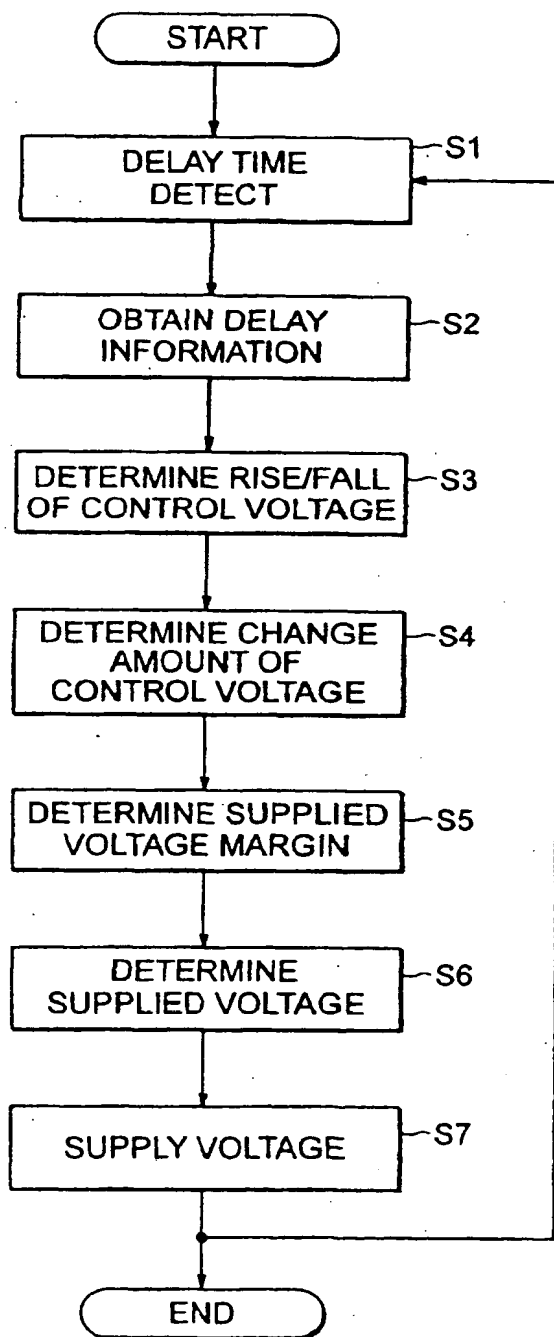 START
DELAY TIME
DETECT
S1
OBTAIN DELAY
INFORMATION
S2
DETERMINE RISE/FALL
OF CONTROL VOLTAGE
S3
DETERMINE CHANGE
AMOUNT OF
CONTROL VOLTAGE
S4
DETERMINE SUPPLIED
VOLTAGE MARGIN
S5
DETERMINE
SUPPLIED VOLTAGE
S6
SUPPLY VOLTAGE
S7
END